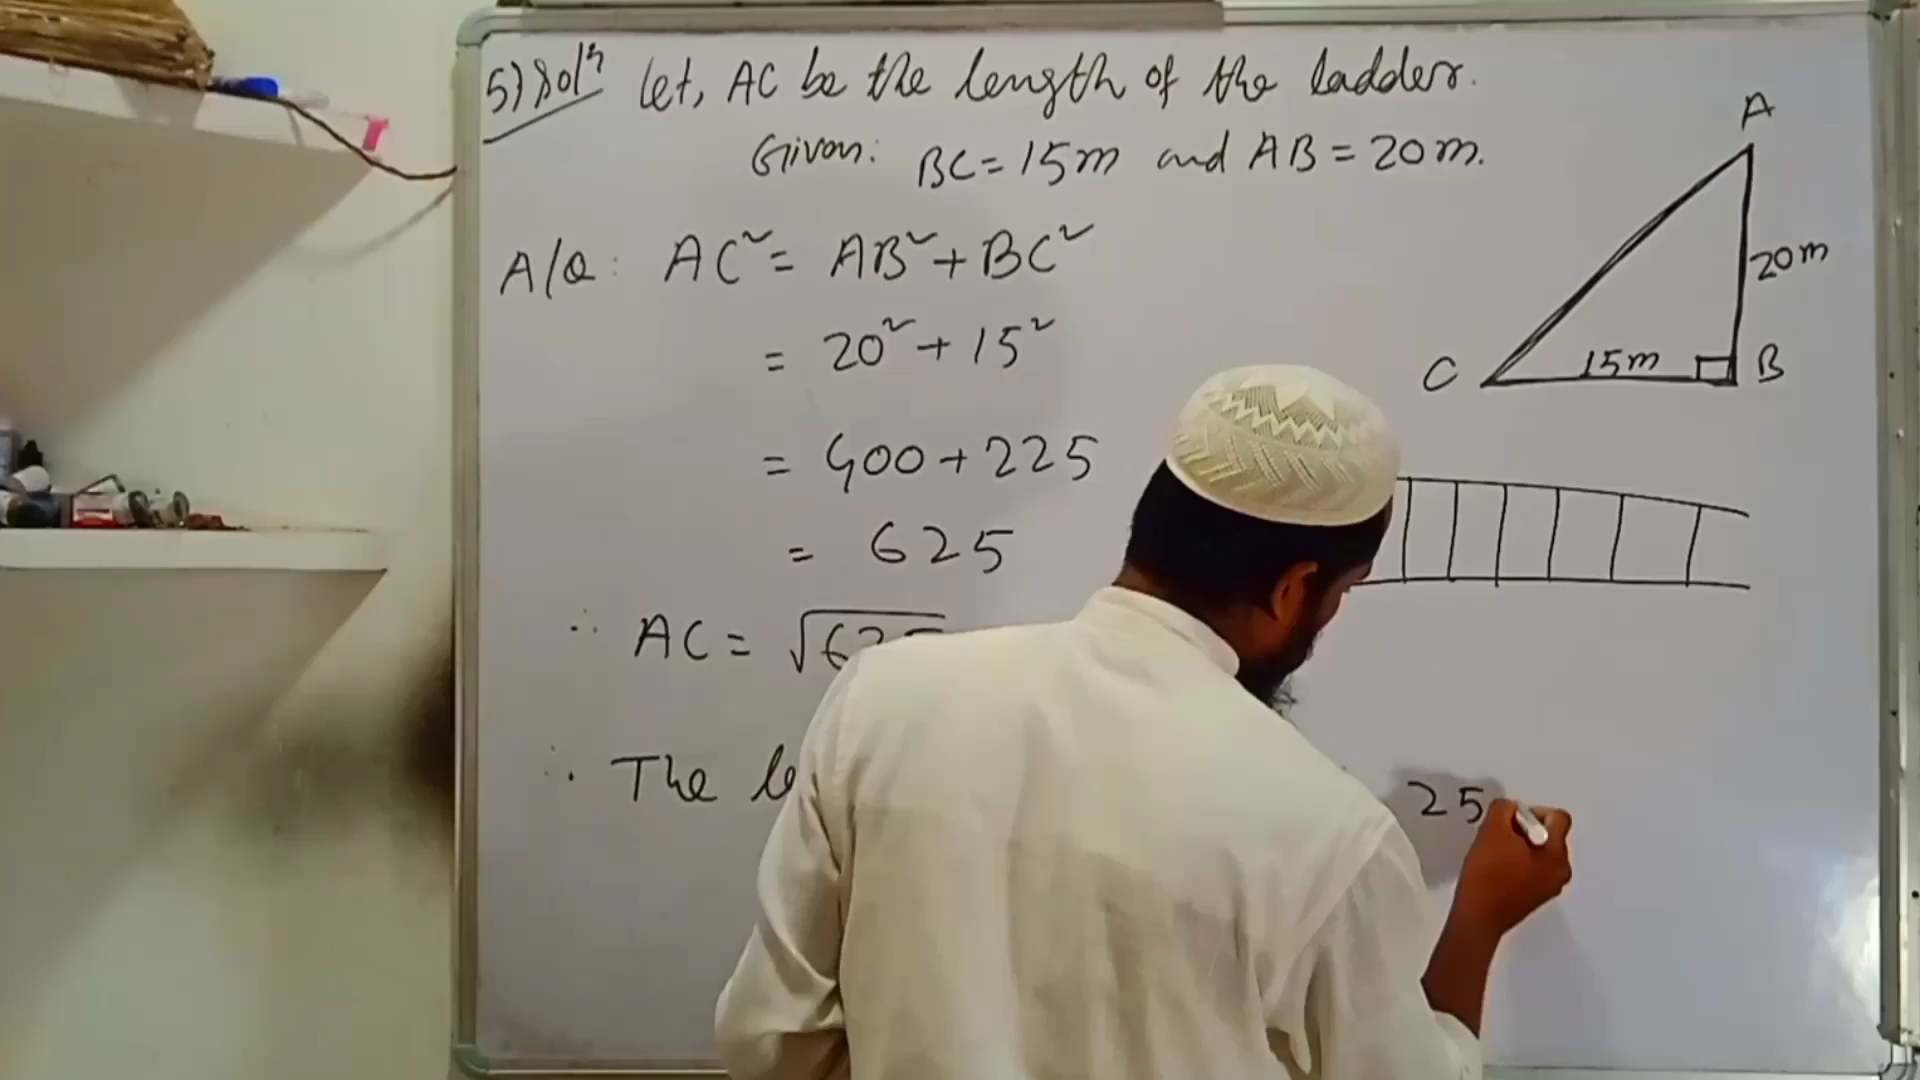 5) Solⁿ Let, AC be the length of the ladder.
Given: BC = 15m and AB = 20m.
A/Q: AC² = AB² + BC²
= 20² + 15²
= 400 + 225
= 625
∴ AC = √625
∴ The
25
A
20m
15m
C
B